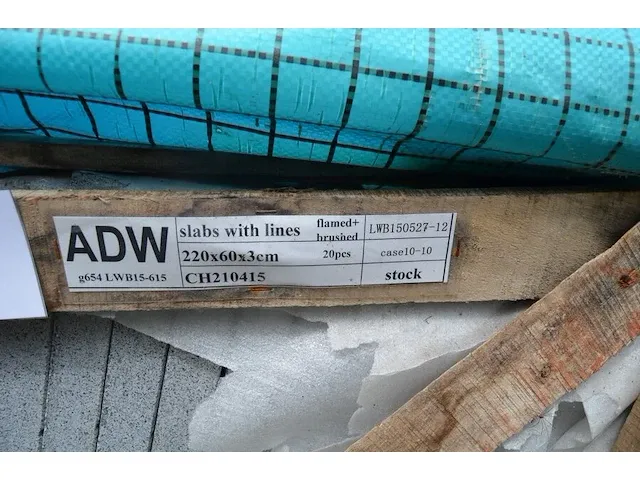 ADW
g654 LWB15-615
slabs with lines flamed+ brushed
220x60x3cm 20pcs
CH210415
LWB150527-12
case10-10
stock